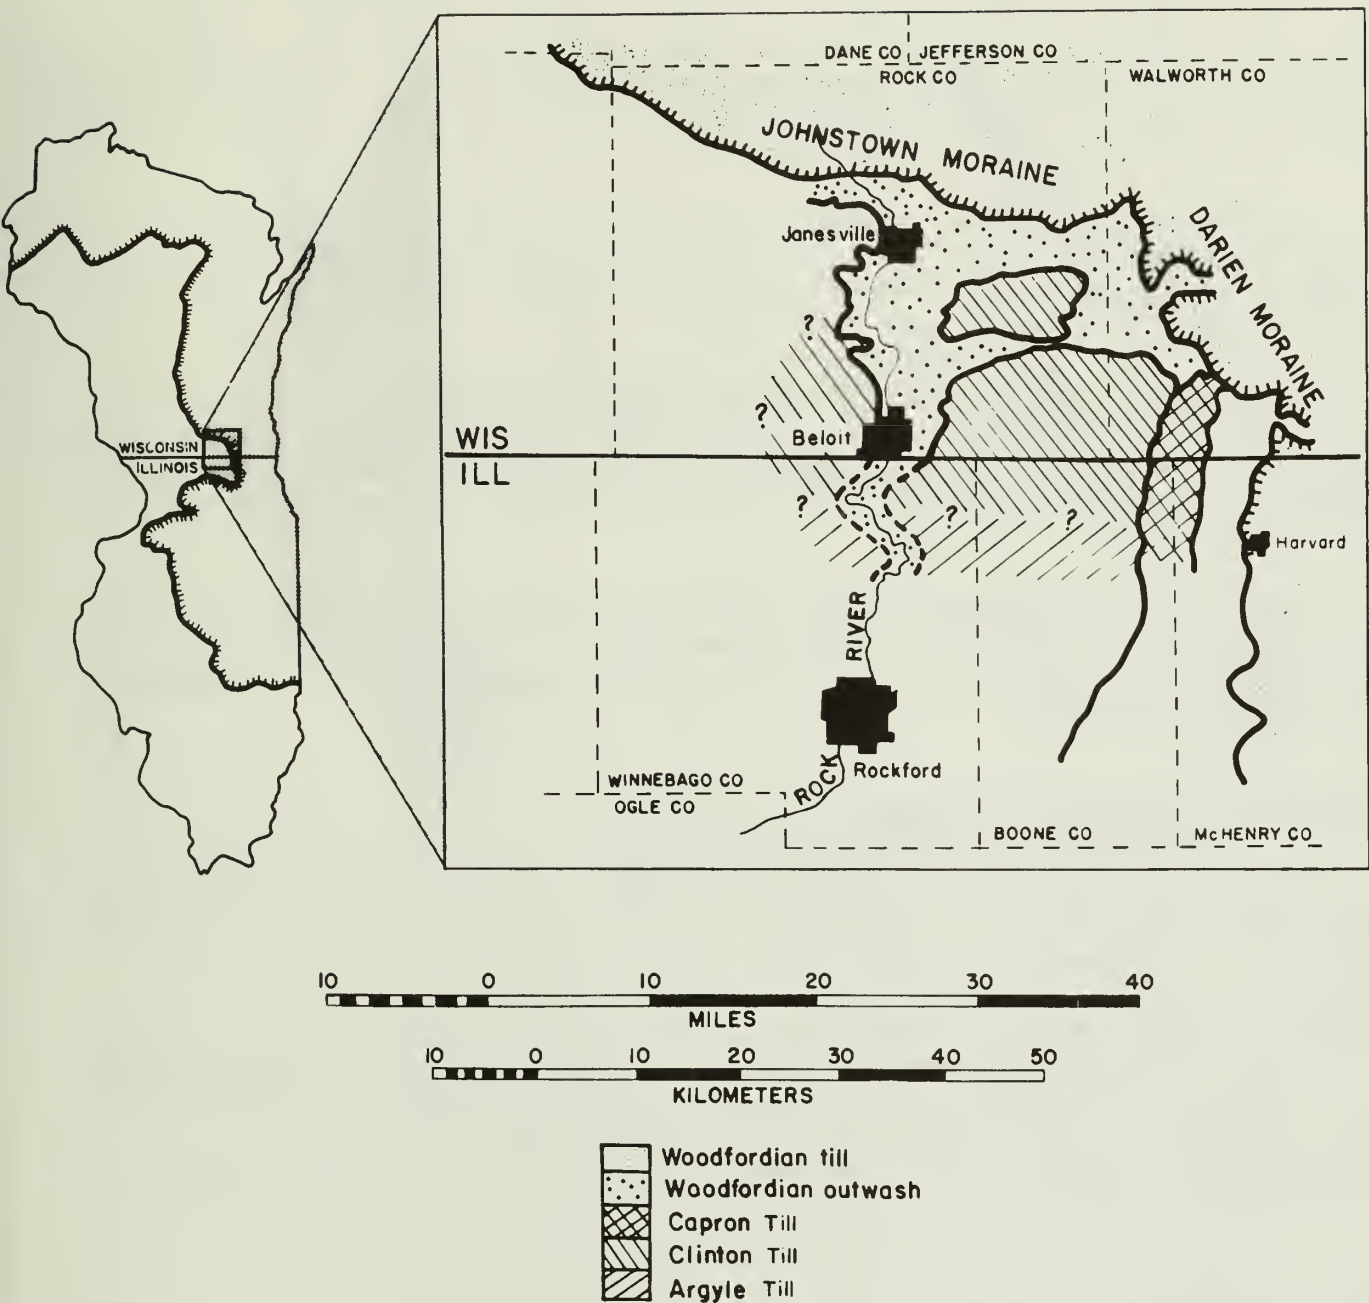 DANE CO JEFFERSON CO
ROCK CO
WALWORTH CO
JOHNSTOWN MORAINE
DARIEN MORAINE
Janesville
?
?
Beloit
WIS
ILL
WISCONSIN
ILLINOIS
?
?
?
Harvard
ROCK RIVER
Rockford
WINNEBAGO CO
OGLE CO
BOONE CO
McHENRY CO
10 0 10 20 30 40
MILES
10 0 10 20 30 40 50
KILOMETERS
Woodfordian till
Woodfordian outwash
Capron Till
Clinton Till
Argyle Till